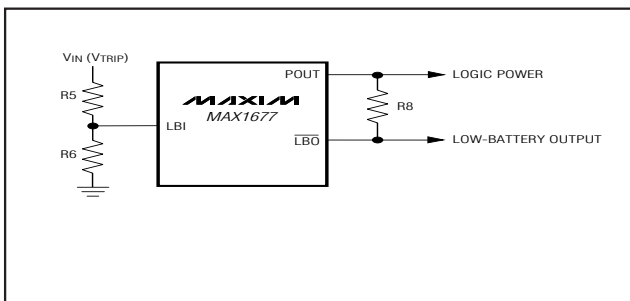 VIN (VTRIP)
R5
R6
LBI
MAXIM
MAX1677
POUT
LBO
R8
LOGIC POWER
LOW-BATTERY OUTPUT